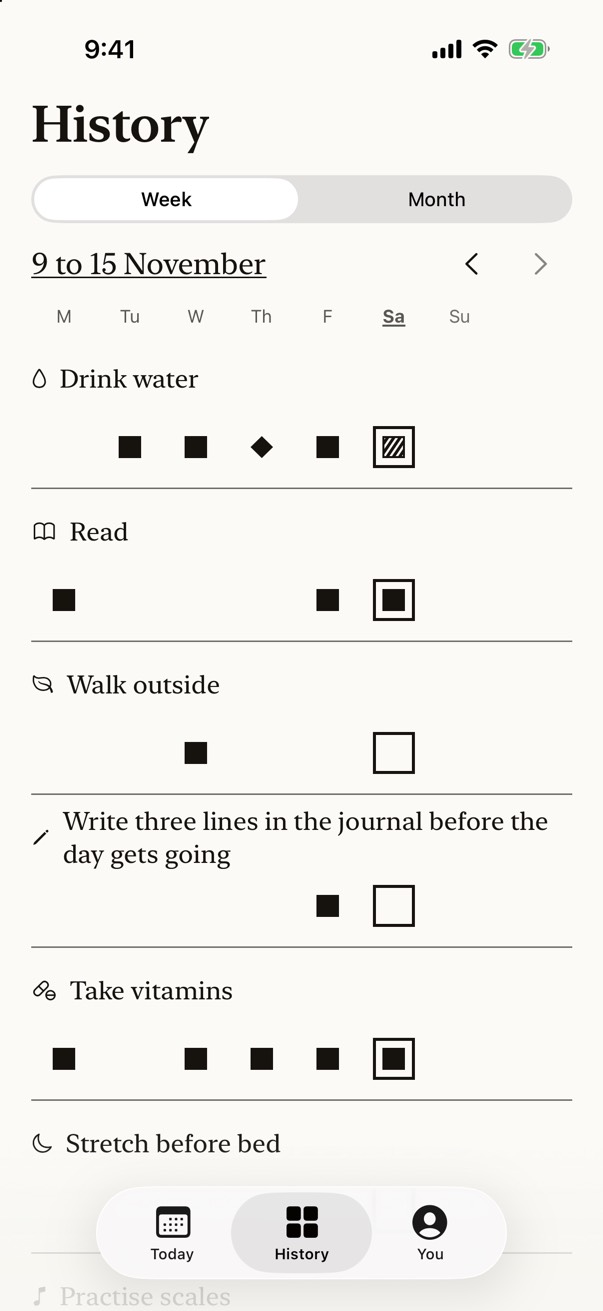 9:41
History
Week
Month
9 to 15 November
M Tu W Th F Sa Su
Drink water
Read
Walk outside
Write three lines in the journal before the
day gets going
Take vitamins
Stretch before bed
Today
History
You
Practise scales